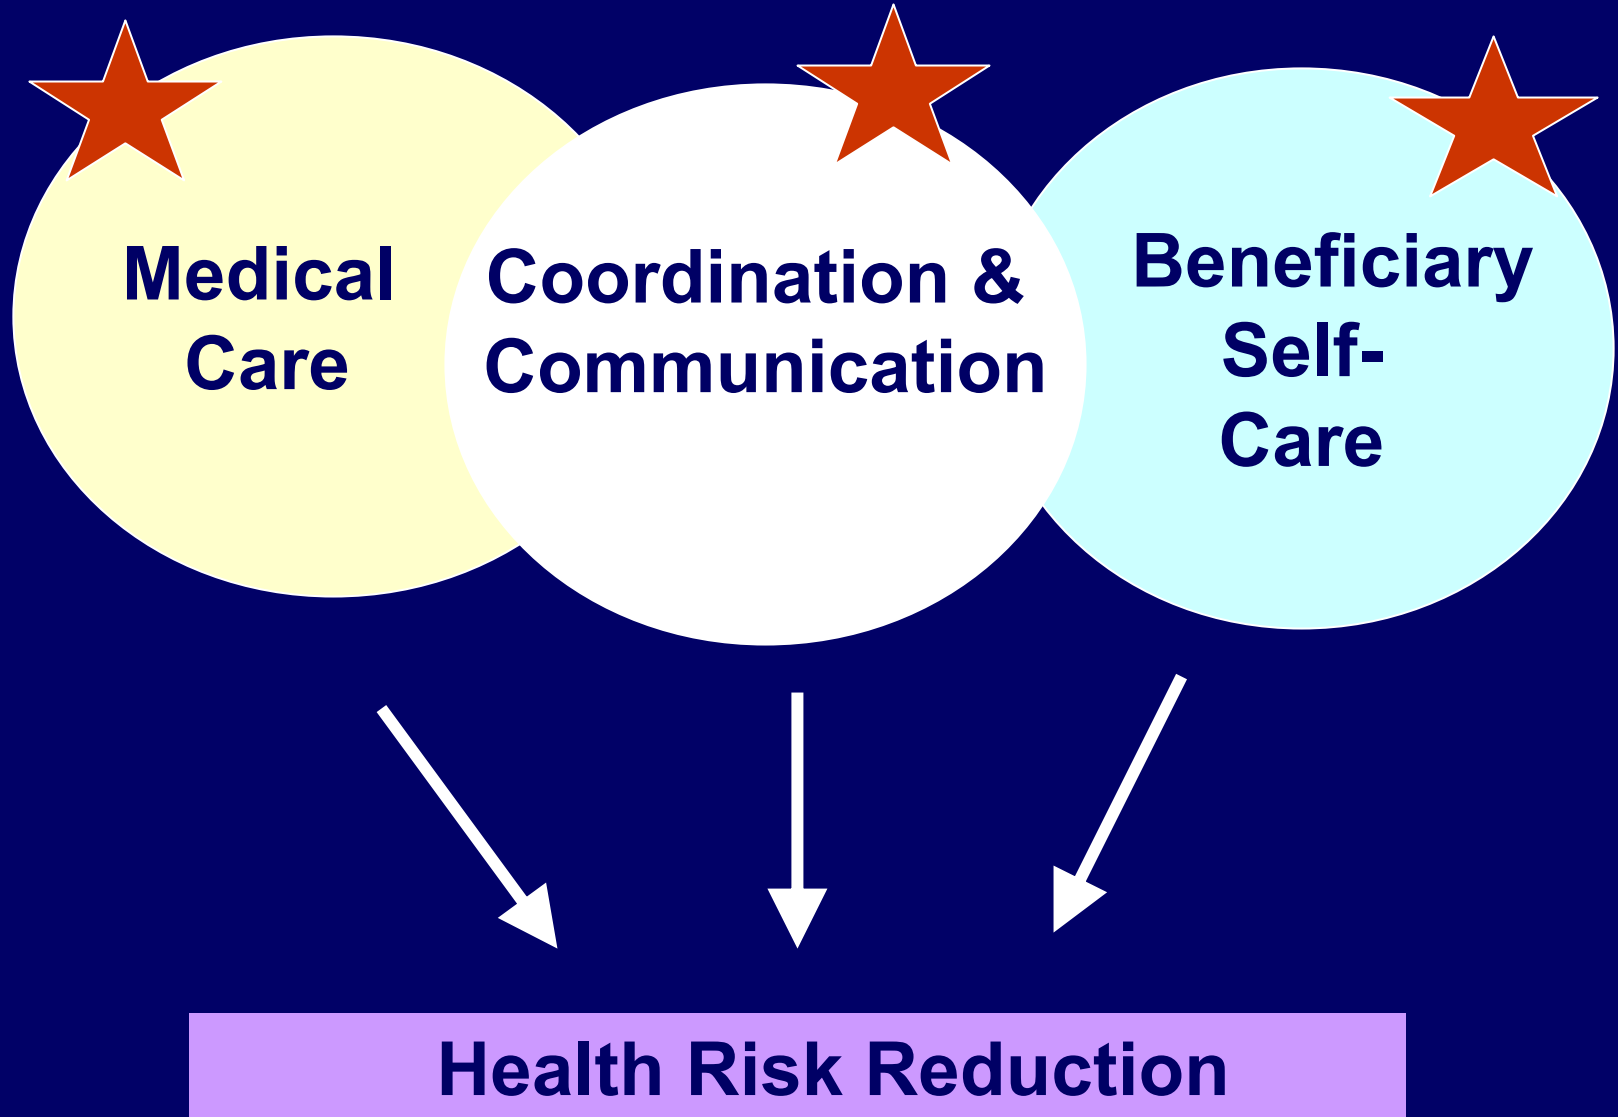 Medical
Care
Coordination &
Communication
Beneficiary
Self-
Care
Health Risk Reduction